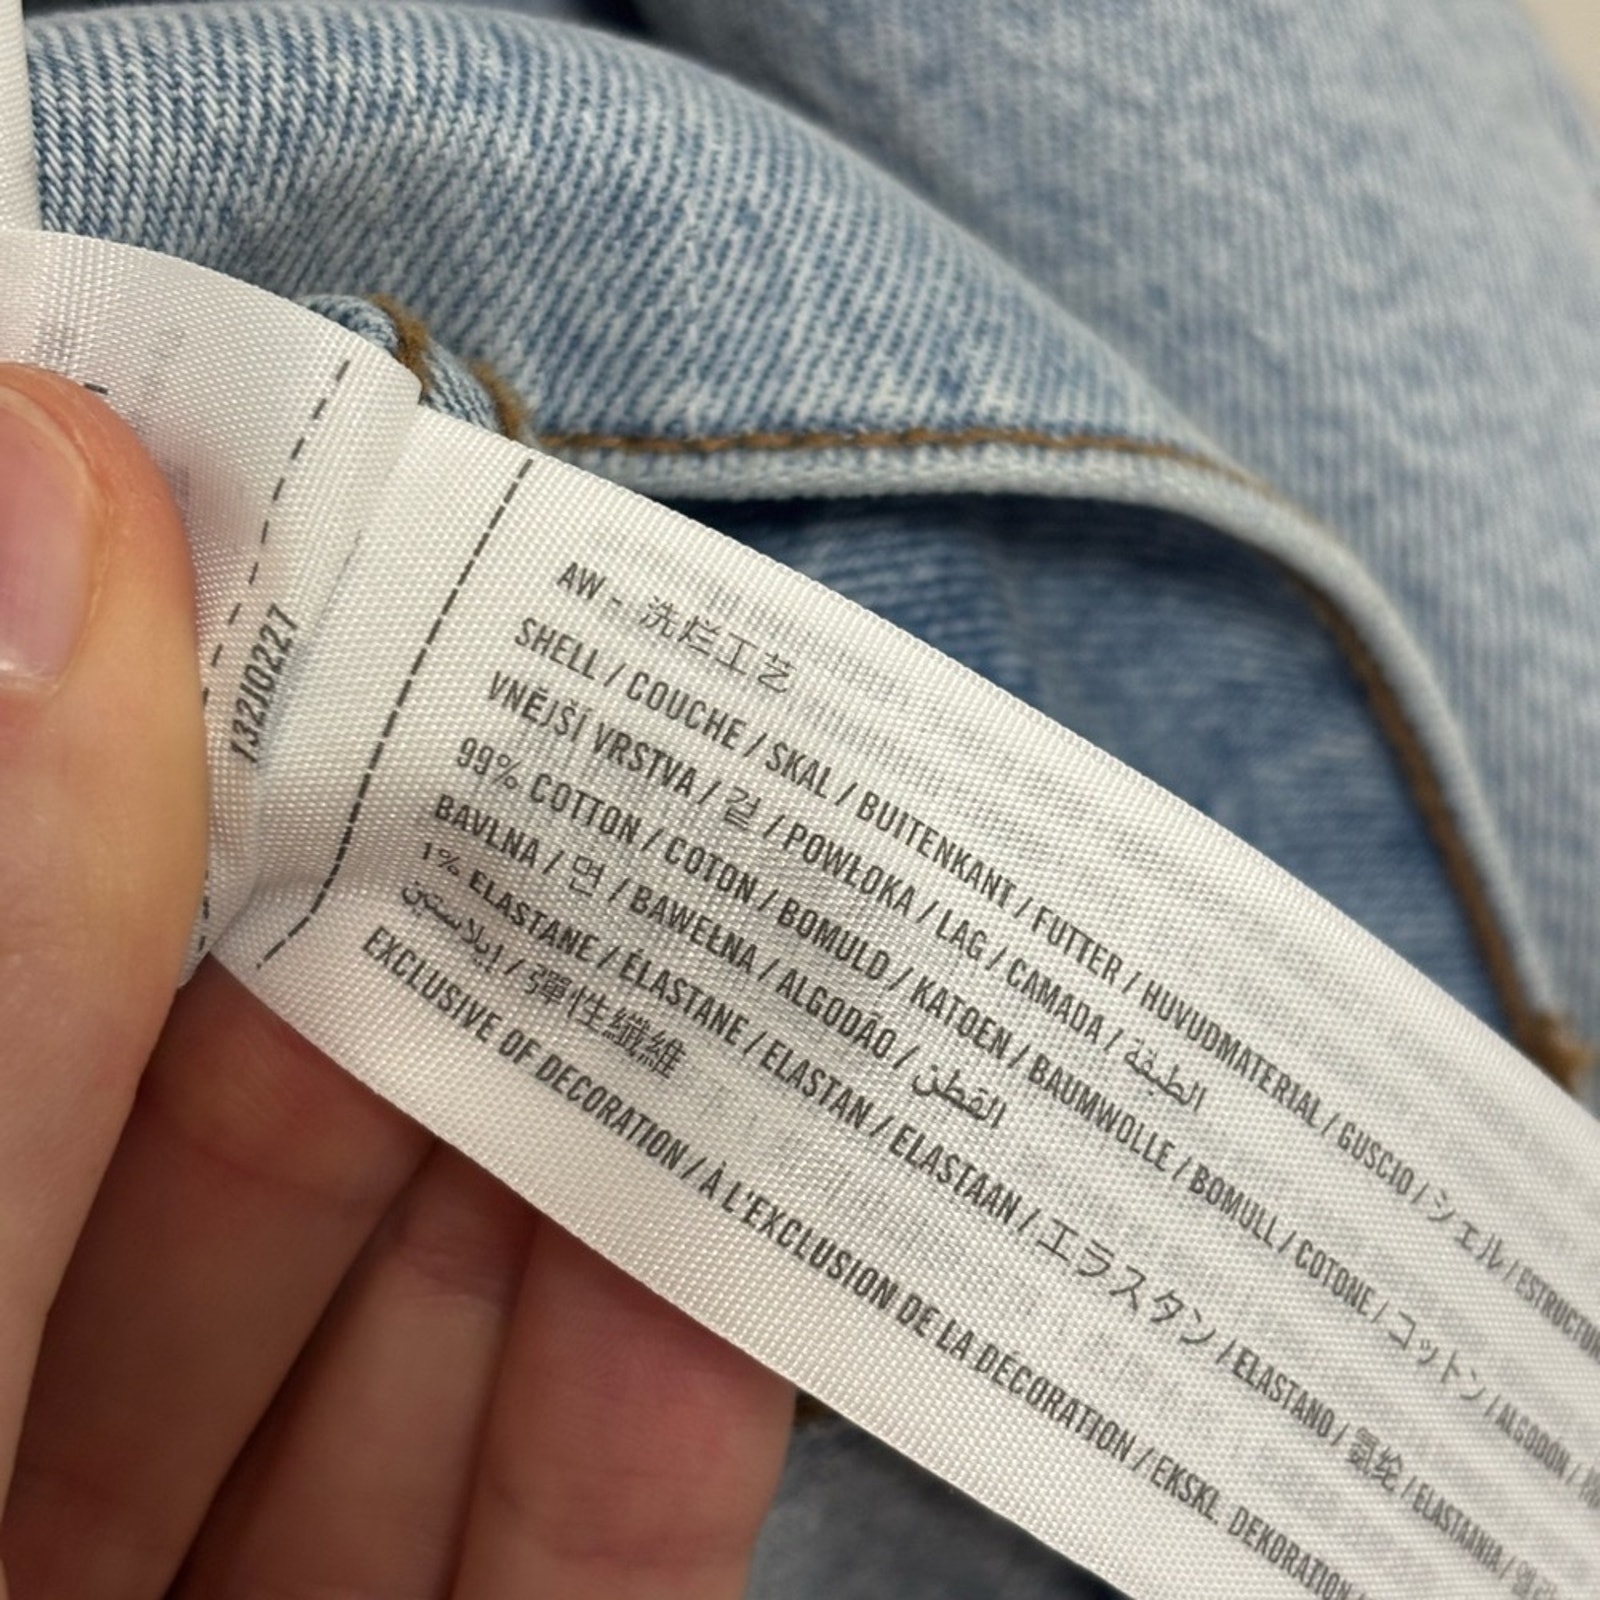 132J0227
AW - 洗烂工艺
SHELL / COUCHE / SKAL / BUITENKANT / FUTTER / HUVUDMATERIAL / GUSCIO / シェル /
VNĚJŠÍ VRSTVA / 겉 / POWŁOKA / LAG / CAMADA / الطبقة
99% COTTON / COTON / BOMULD / KATOEN / BAUMWOLLE / BOMULL / COTONE / コットン / ALGODÓN /
BAVLNA / 면 / BAWEŁNA / ALGODÃO / القطن
1% ELASTANE / ÉLASTANE / ELASTAN / ELASTAAN / エラスタン / ELASTANO / 氨纶 / ELASTAANIA /
إيلاستين / 彈性纖維
EXCLUSIVE OF DECORATION / À L'EXCLUSION DE LA DÉCORATION / EKSKL. DEKORATION /